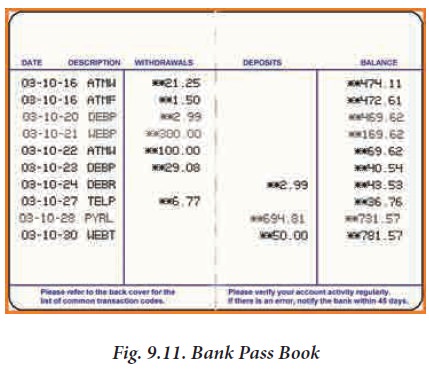 DATE DESCRIPTION WITHDRAWALS DEPOSITS BALANCE
03-10-16 ATMW **21.25 **474.11
03-10-16 ATMF **1.50 **472.61
03-10-20 DEBP **2.99 **469.62
03-10-21 WEBP **300.00 **169.62
03-10-22 ATMW **100.00 **69.62
03-10-23 DEBP **29.08 **40.54
03-10-24 DEBR **2.99 **43.53
03-10-27 TELP **6.77 **36.76
03-10-28 PYRL **694.81 **731.57
03-10-30 WEBT **50.00 **781.57
Please refer to the back cover for the
list of common transaction codes.
Please verify your account activity regularly.
If there is an error, notify the bank within 45 days.
Fig. 9.11. Bank Pass Book